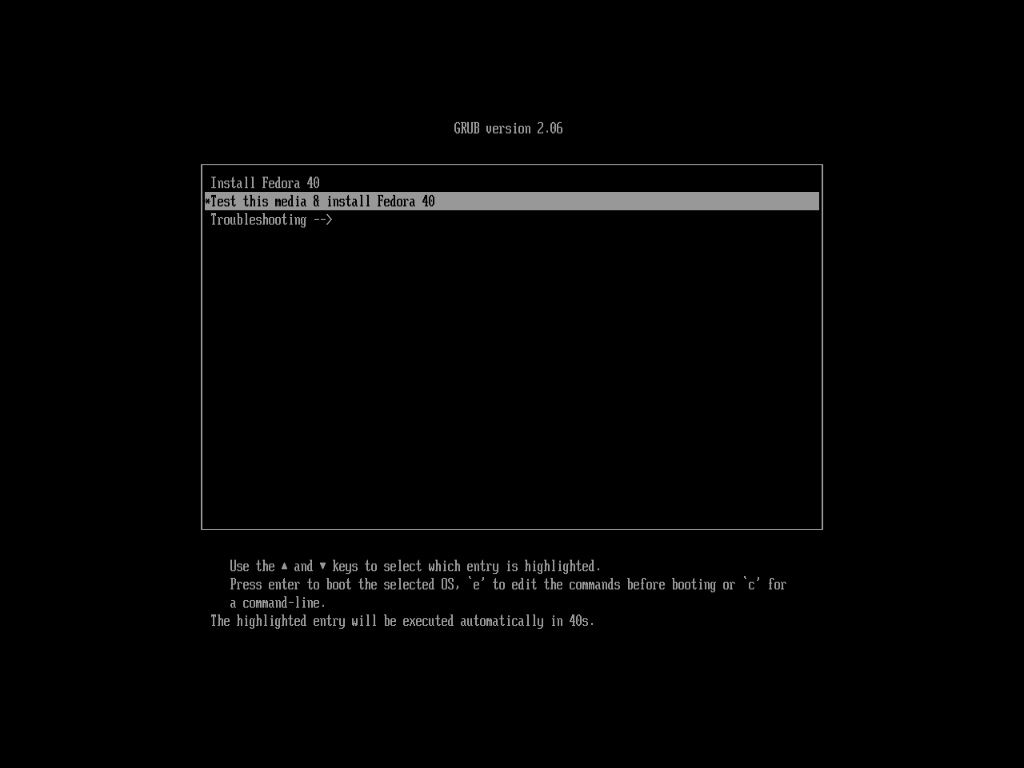 GRUB version 2.06
Install Fedora 40
*Test this media & install Fedora 40
Troubleshooting -->
Use the ▲ and ▼ keys to select which entry is highlighted.
Press enter to boot the selected OS, `e' to edit the commands before booting or `c' for
a command-line.
The highlighted entry will be executed automatically in 40s.